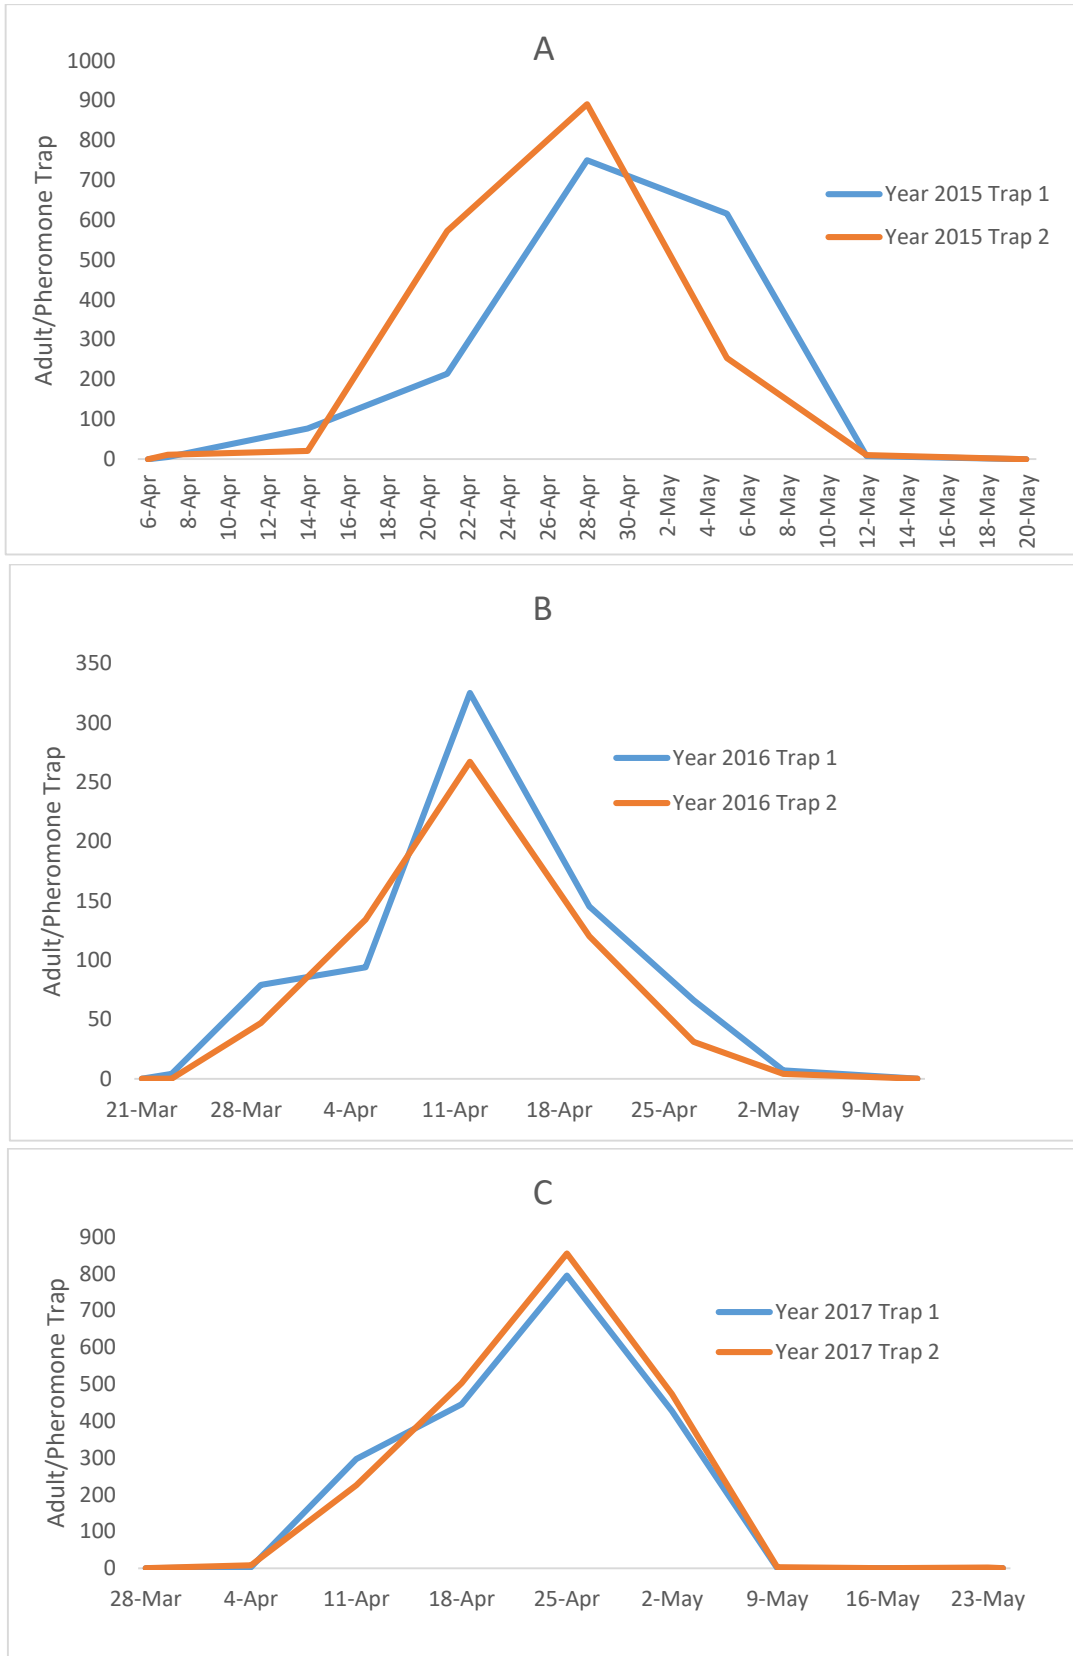 A
1000
900
800
700
600
500
400
300
200
100
0
Adult/Pheromone Trap
Year 2015 Trap 1
Year 2015 Trap 2
6-Apr
8-Apr
10-Apr
12-Apr
14-Apr
16-Apr
18-Apr
20-Apr
22-Apr
24-Apr
26-Apr
28-Apr
30-Apr
2-May
4-May
6-May
8-May
10-May
12-May
14-May
16-May
18-May
20-May
B
350
300
250
200
150
100
50
0
Adult/Pheromone Trap
Year 2016 Trap 1
Year 2016 Trap 2
21-Mar 28-Mar 4-Apr 11-Apr 18-Apr 25-Apr 2-May 9-May
C
900
800
700
600
500
400
300
200
100
0
Adult/Pheromone Trap
Year 2017 Trap 1
Year 2017 Trap 2
28-Mar 4-Apr 11-Apr 18-Apr 25-Apr 2-May 9-May 16-May 23-May